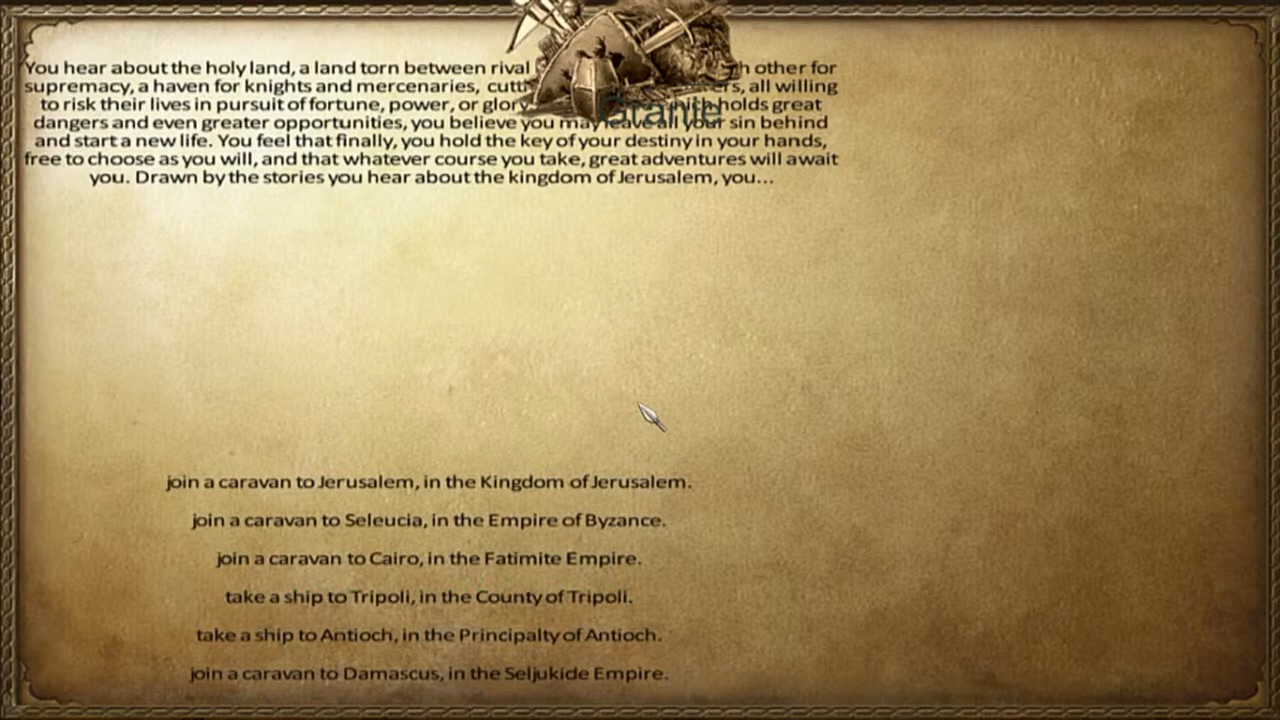 You hear about the holy land, a land torn between rival h other for
supremacy, a haven for knights and mercenaries, cutt ers, all willing
to risk their lives in pursuit of fortune, power, or glory which holds great
dangers and even greater opportunities, you believe you may leave all your sin behind
and start a new life. You feel that finally, you hold the key of your destiny in your hands,
free to choose as you will, and that whatever course you take, great adventures will await
you. Drawn by the stories you hear about the kingdom of Jerusalem, you...
join a caravan to Jerusalem, in the Kingdom of Jerusalem.
join a caravan to Seleucia, in the Empire of Byzance.
join a caravan to Cairo, in the Fatimite Empire.
take a ship to Tripoli, in the County of Tripoli.
take a ship to Antioch, in the Principalty of Antioch.
join a caravan to Damascus, in the Seljukide Empire.